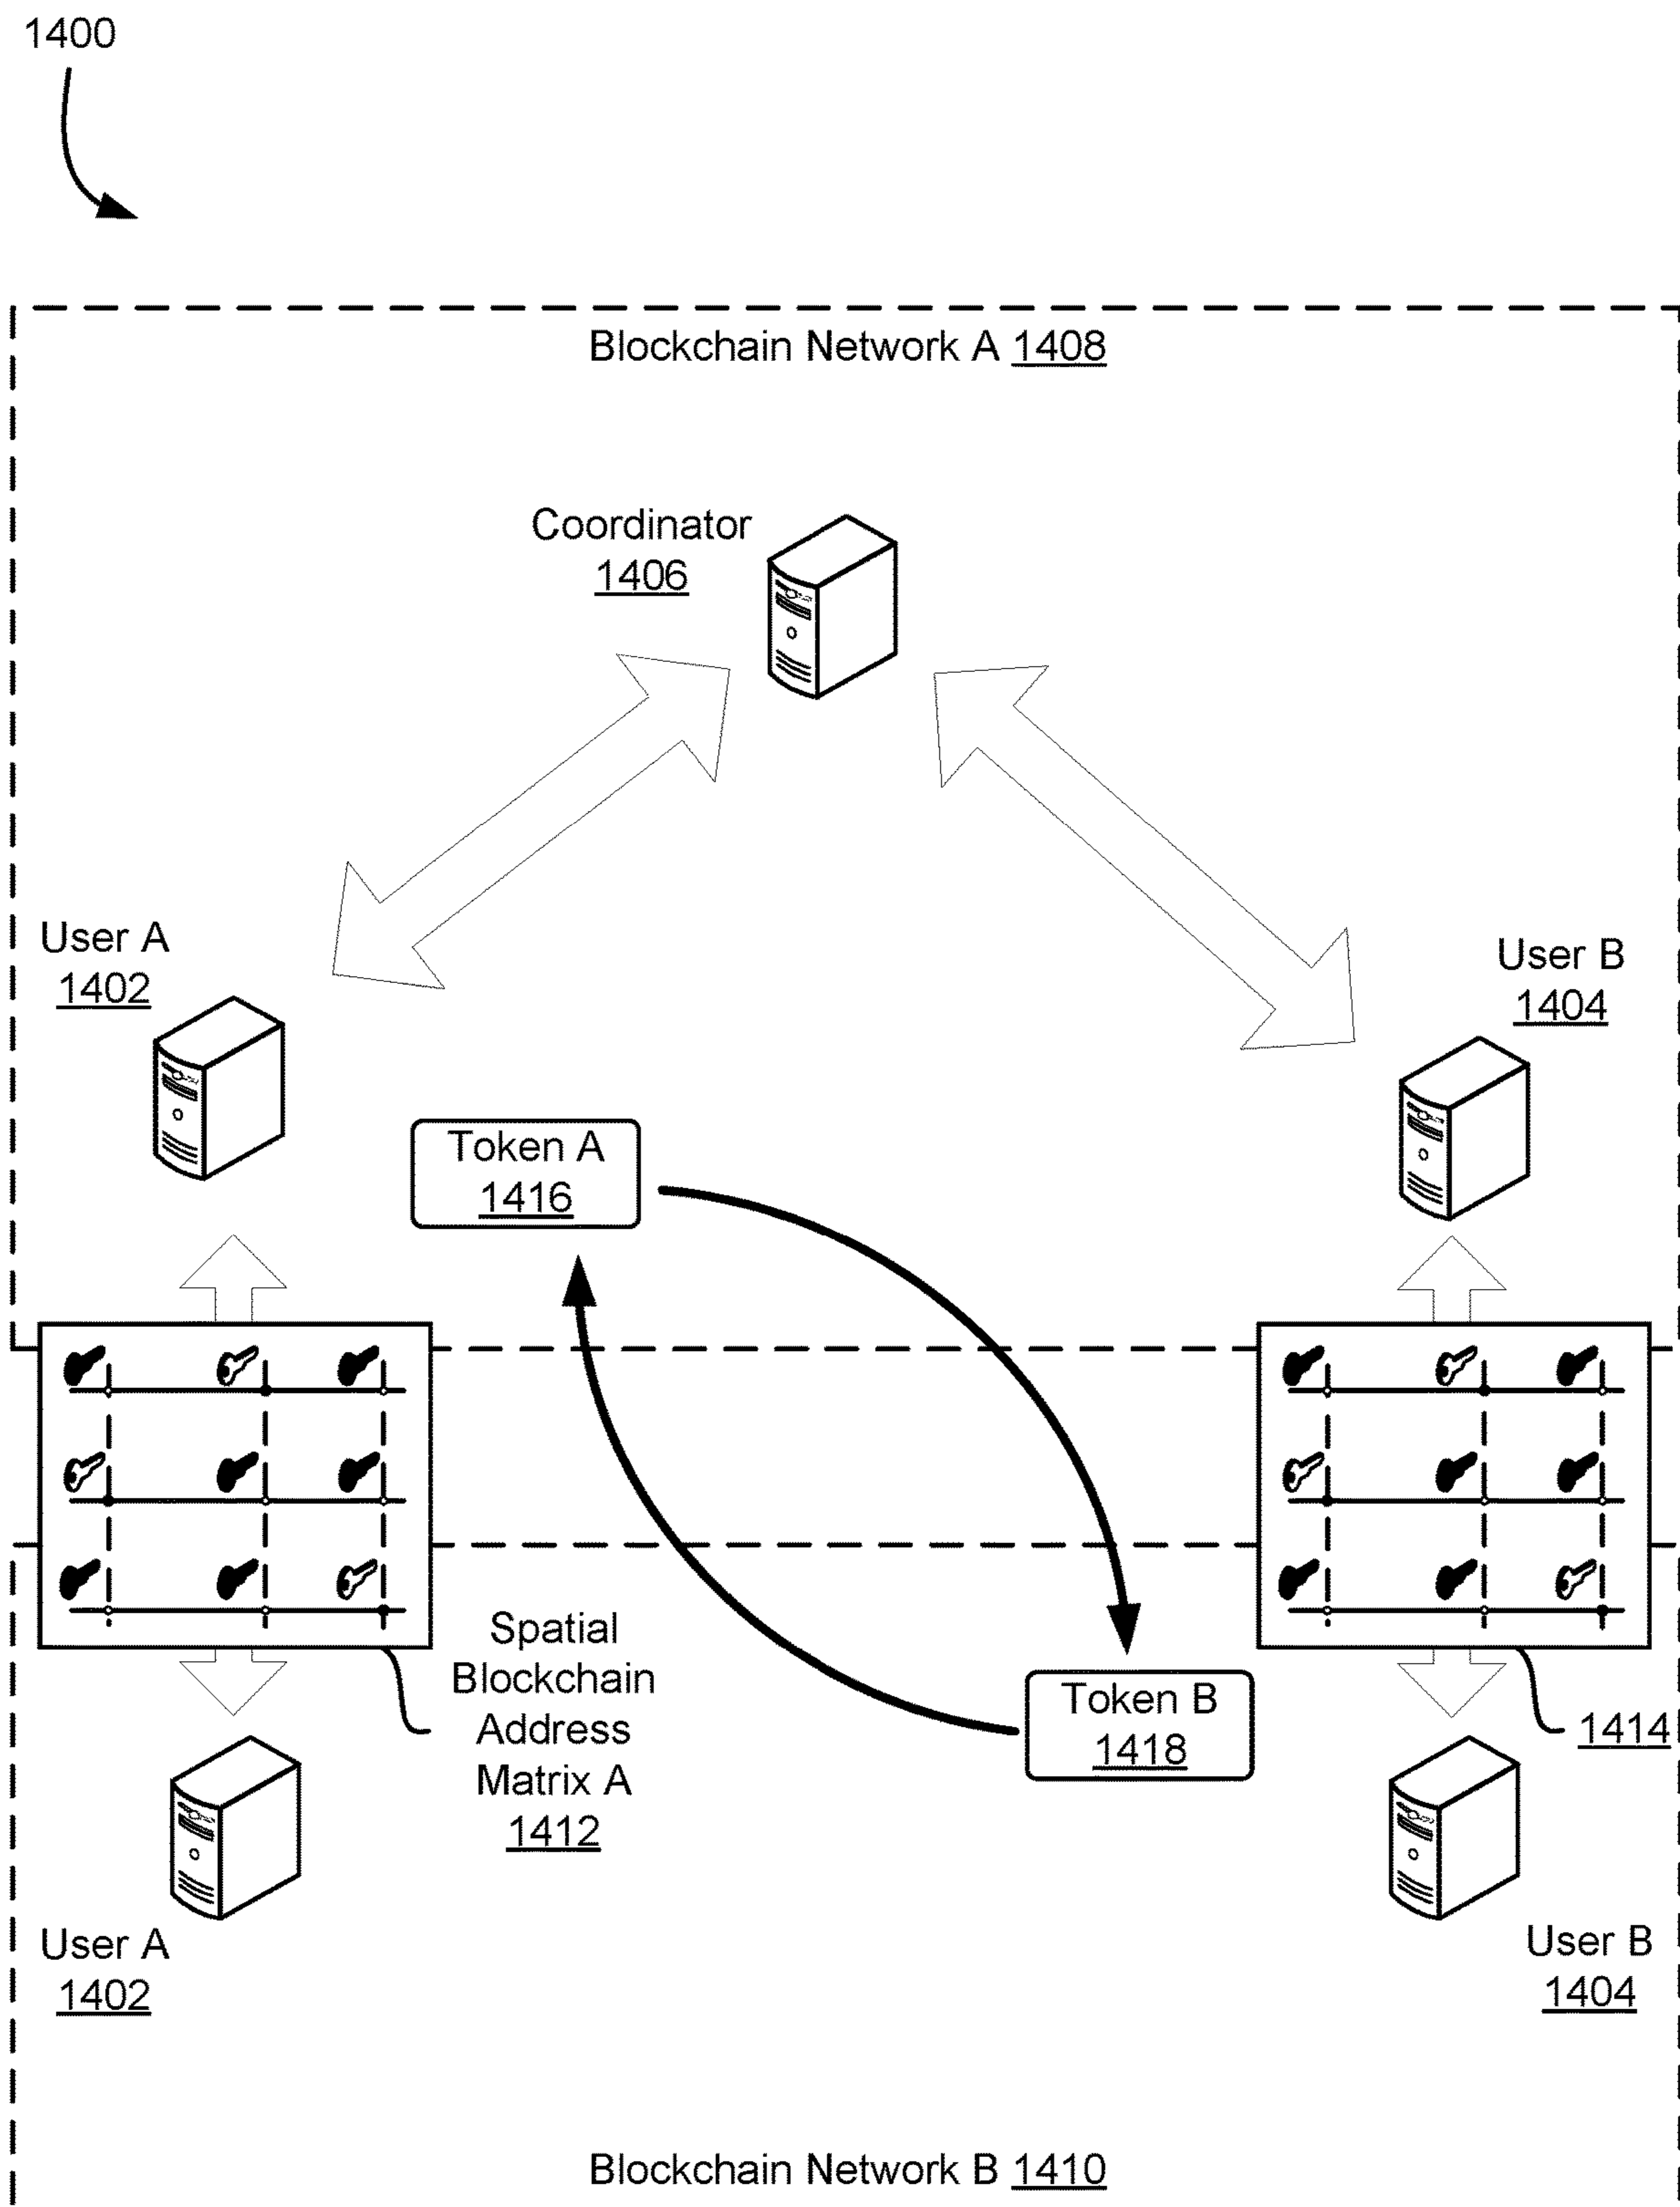 1400
Blockchain Network A 1408
Coordinator
1406
User A
1402
User B
1404
Token A
1416
Token B
1418
Spatial
Blockchain
Address
Matrix A
1412
1414
User A
1402
User B
1404
Blockchain Network B 1410